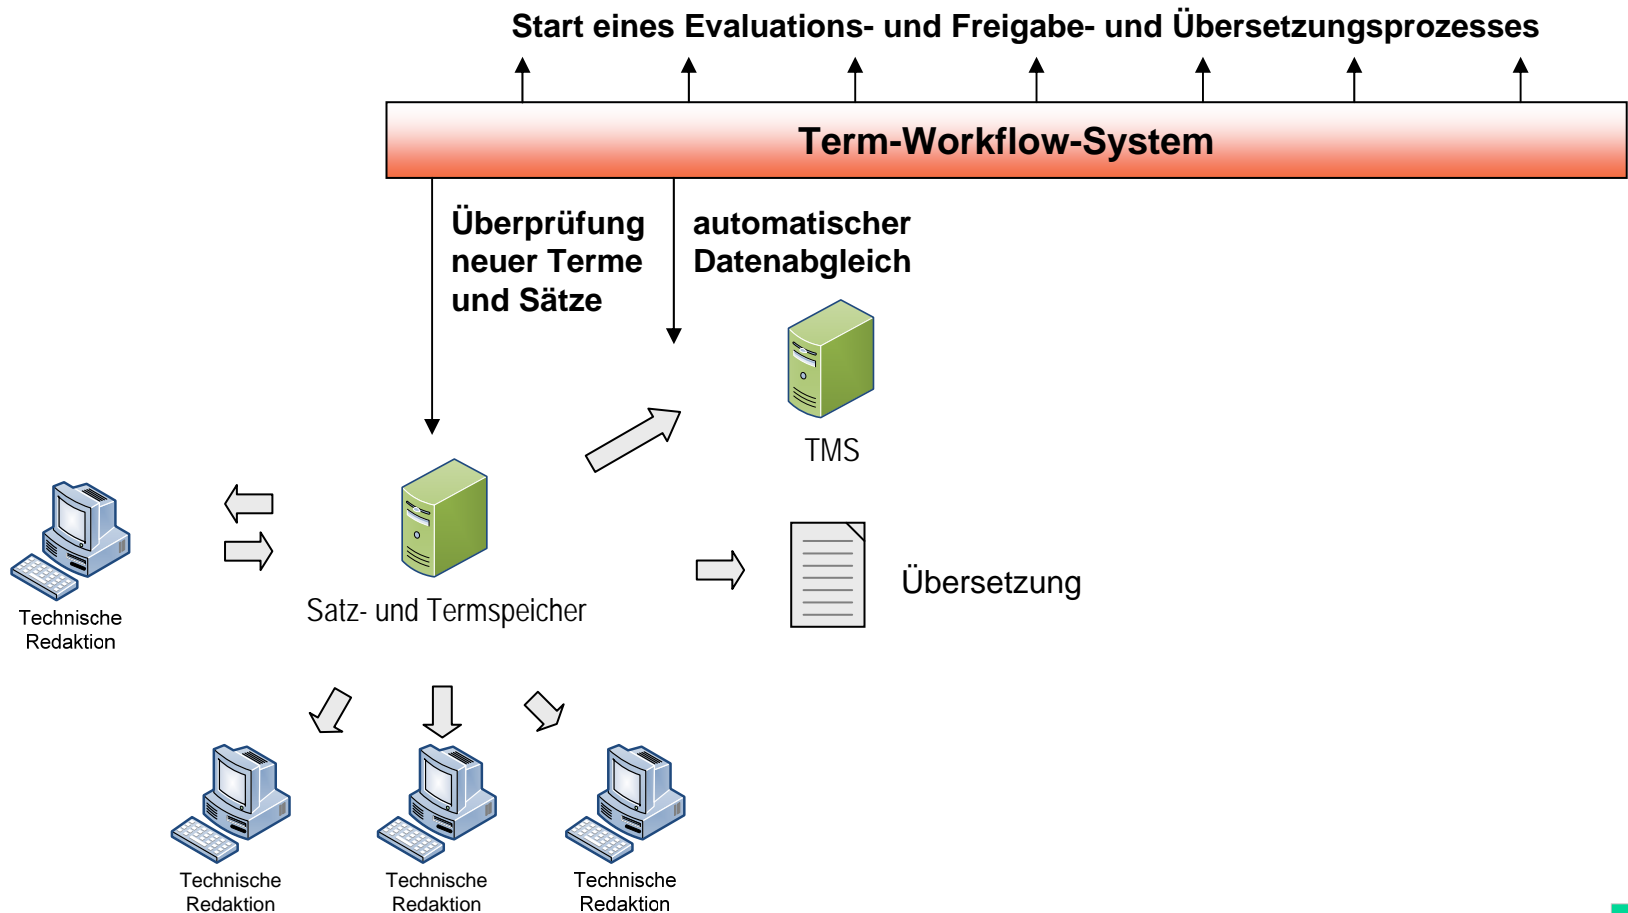 Start eines Evaluations- und Freigabe- und Übersetzungsprozesses
Term-Workflow-System
Überprüfung
neuer Terme
und Sätze
automatischer
Datenabgleich
TMS
Technische
Redaktion
Satz- und Termspeicher
Übersetzung
Technische
Redaktion
Technische
Redaktion
Technische
Redaktion